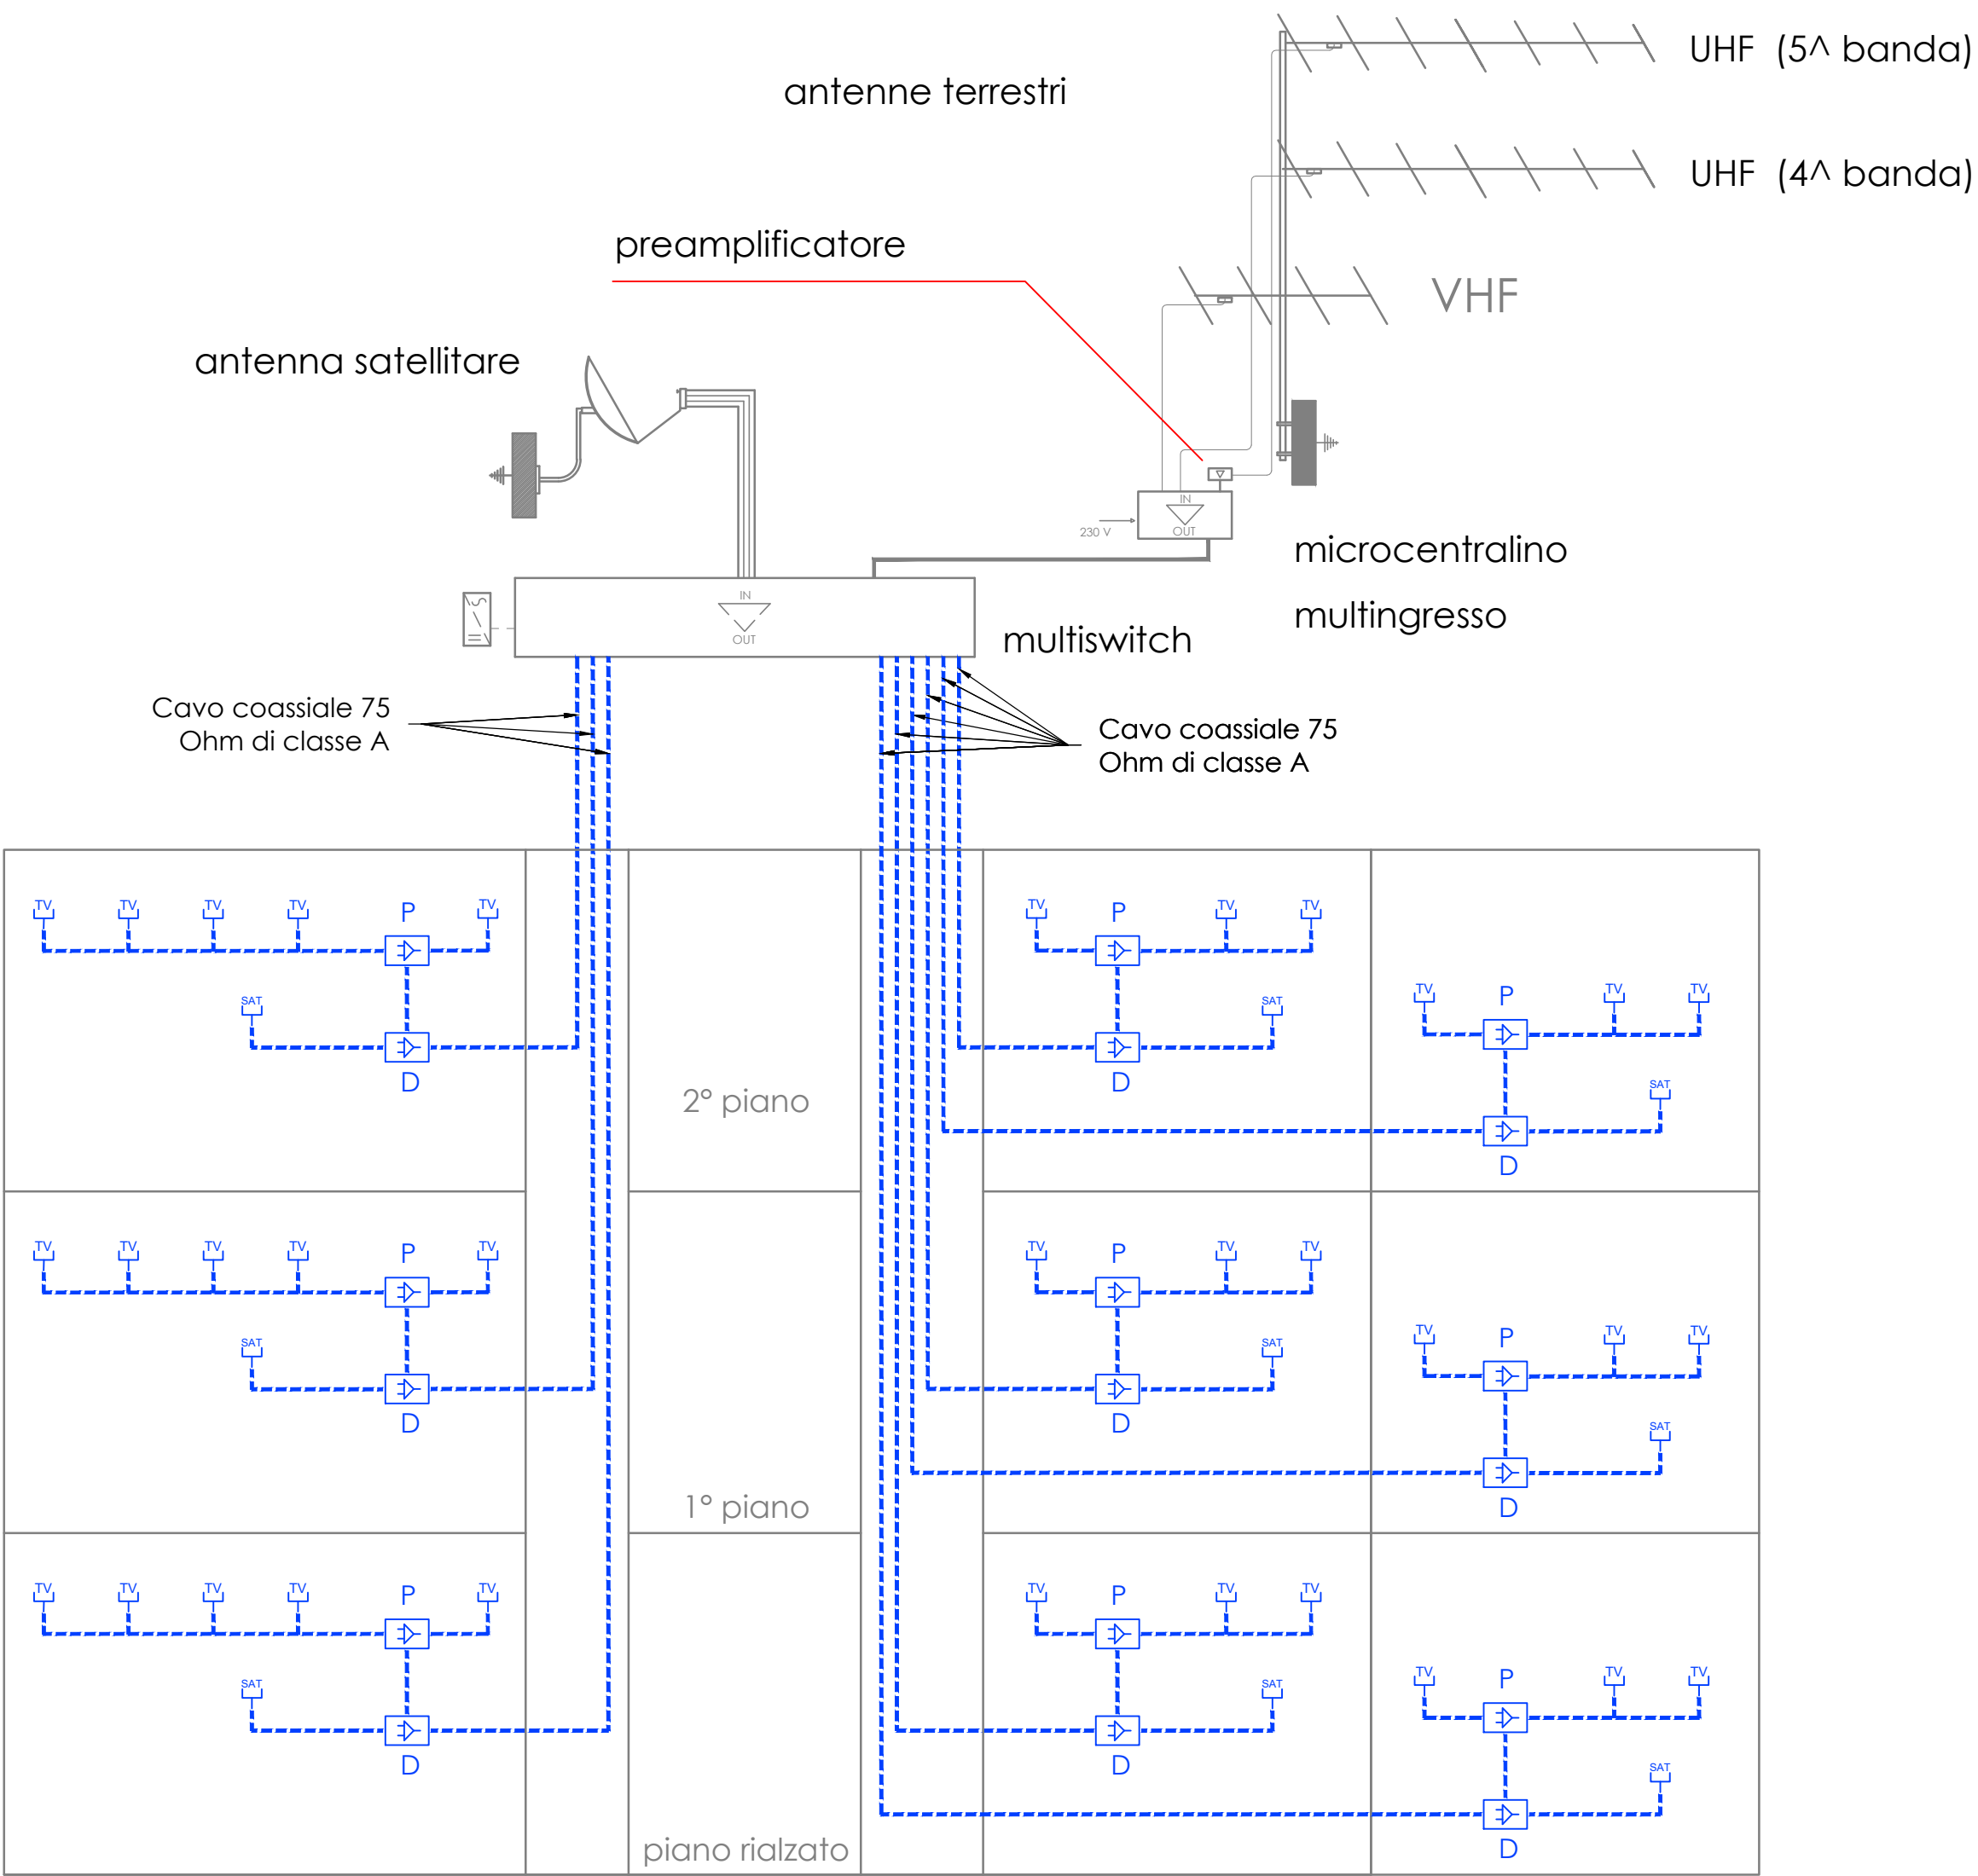 UHF (5^ banda)
antenne terrestri
UHF (4^ banda)
preamplificatore
VHF
antenna satellitare
IN
OUT
230 V
microcentralino
multingresso
IN
OUT
multiswitch
Cavo coassiale 75
Ohm di classe A
Cavo coassiale 75
Ohm di classe A
TV TV TV TV P TV
SAT
D
TV P TV TV
SAT
D
TV P TV TV
SAT
D
2° piano
TV TV TV TV P TV
SAT
D
TV P TV TV
SAT
D
TV P TV TV
SAT
D
1° piano
TV TV TV TV P TV
SAT
D
TV P TV TV
SAT
D
TV P TV TV
SAT
D
piano rialzato